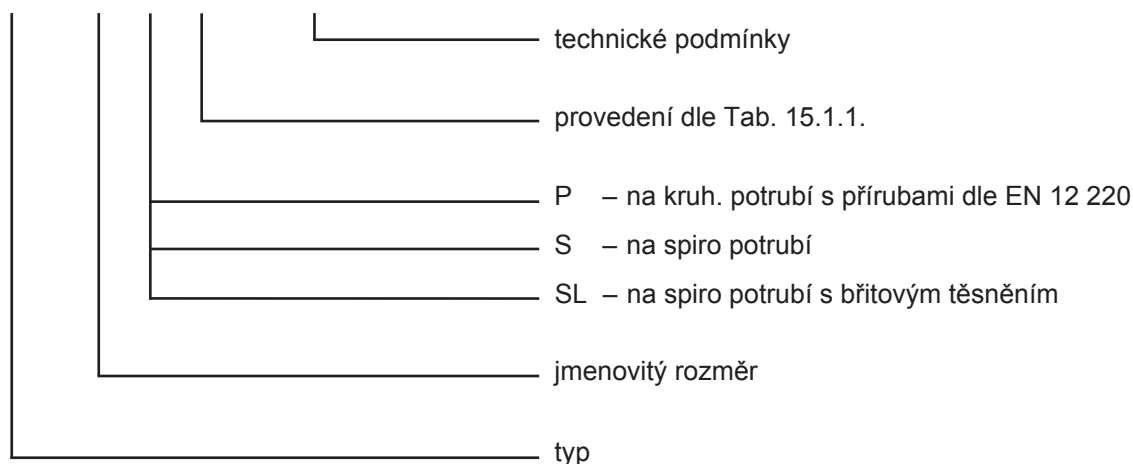 technické podmínky
provedení dle Tab. 15.1.1.
P – na kruh. potrubí s přírubami dle EN 12 220
S – na spiro potrubí
SL – na spiro potrubí s břitovým těsněním
jmenovitý rozměr
typ